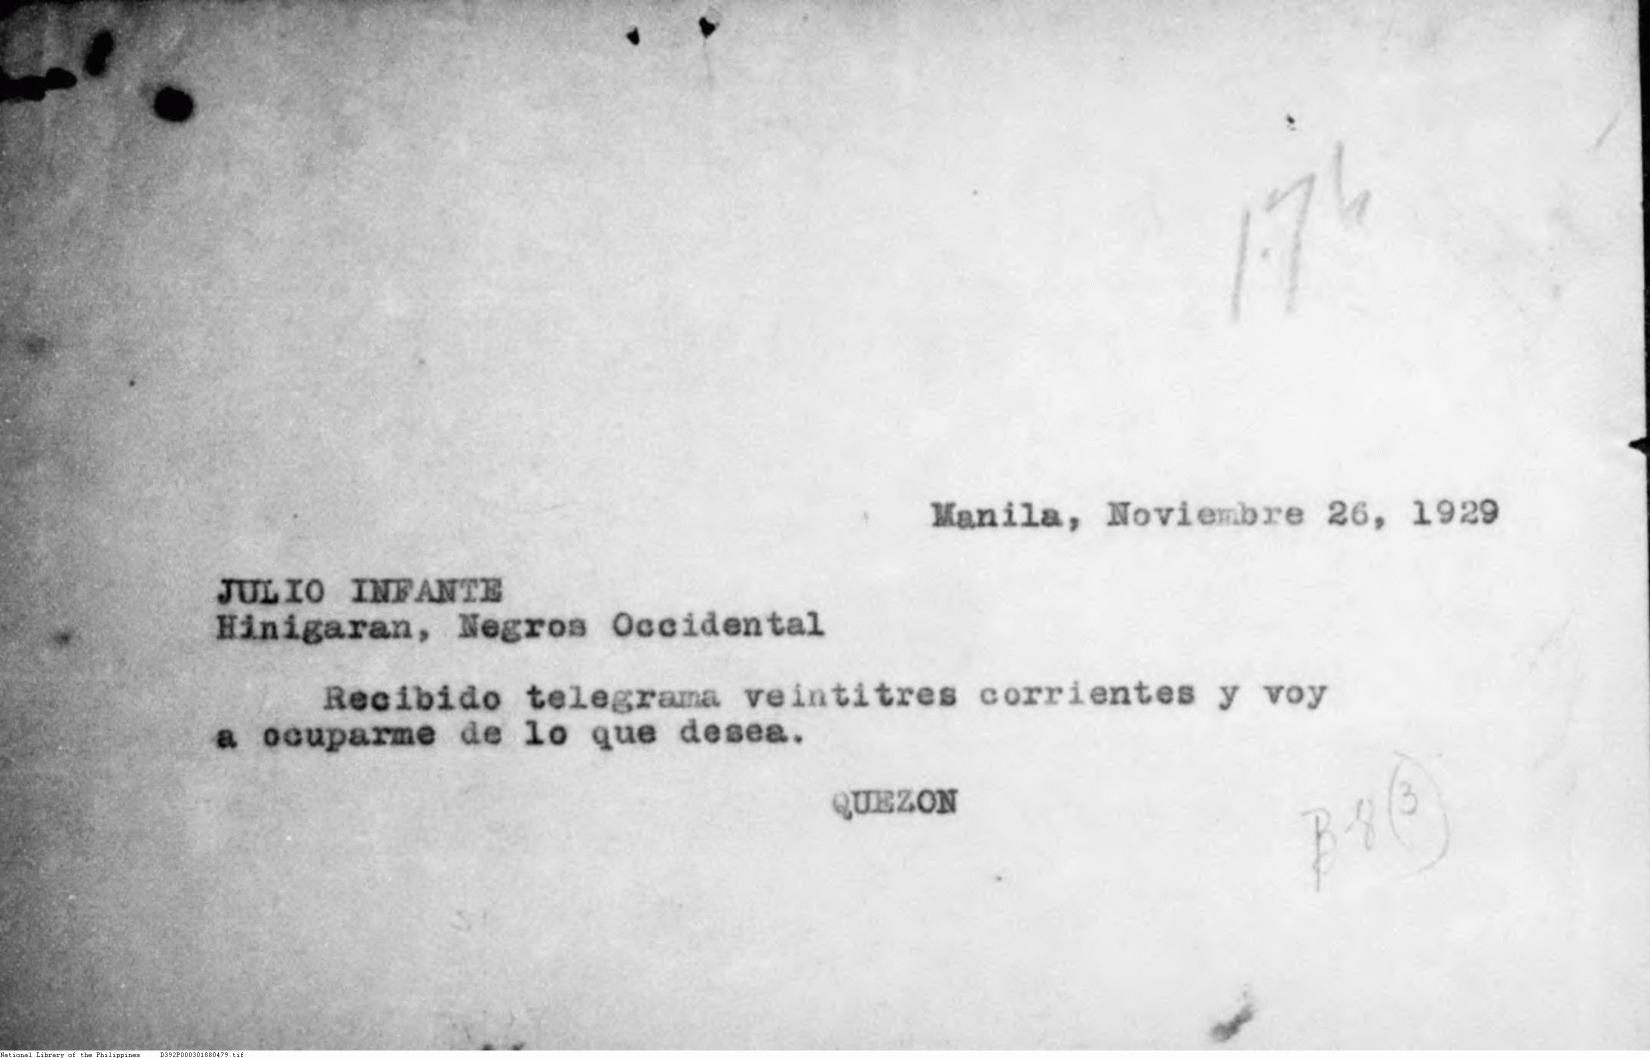 Manila, Noviembre 26, 1929
JULIO INFANTE
Hinigaran, Negros Occidental
Recibido telegrama veintitres corrientes y voy
a ocuparme de lo que desea.
QUEZON
B-8(3)
National Library of the Philippines D392P000301880479.tif